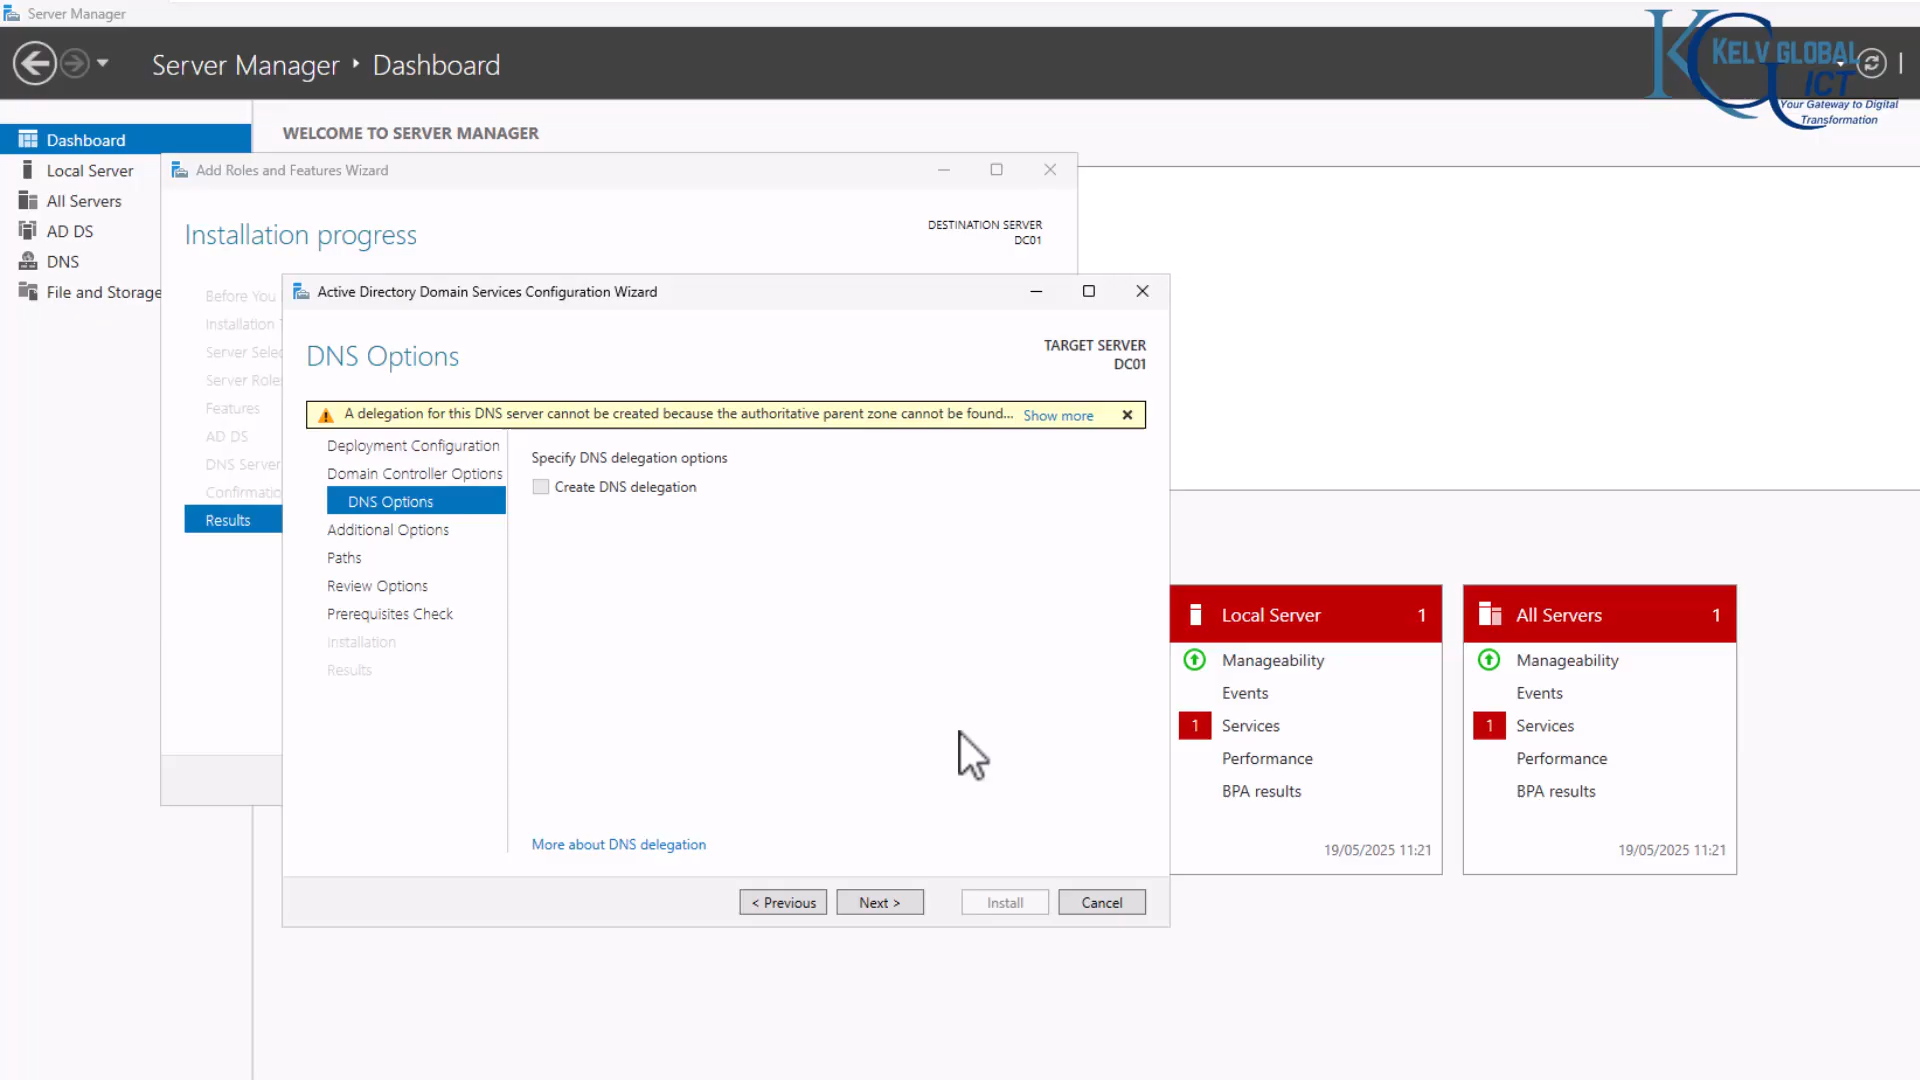 Server Manager
Server Manager ‣ Dashboard
KELV GLOBAL
ICT
Your Gateway to Digital
Transformation
Dashboard
Local Server
All Servers
AD DS
DNS
File and Storage
WELCOME TO SERVER MANAGER
Add Roles and Features Wizard
Installation progress
DESTINATION SERVER
DC01
Before You
Installation
Server Selec
Server Roles
Features
AD DS
DNS Server
Confirmatio
Results
Active Directory Domain Services Configuration Wizard
DNS Options
TARGET SERVER
DC01
A delegation for this DNS server cannot be created because the authoritative parent zone cannot be found... Show more
Deployment Configuration
Domain Controller Options
DNS Options
Additional Options
Paths
Review Options
Prerequisites Check
Installation
Results
Specify DNS delegation options
Create DNS delegation
More about DNS delegation
< Previous
Next >
Install
Cancel
Local Server 1
Manageability
Events
1 Services
Performance
BPA results
19/05/2025 11:21
All Servers 1
Manageability
Events
1 Services
Performance
BPA results
19/05/2025 11:21